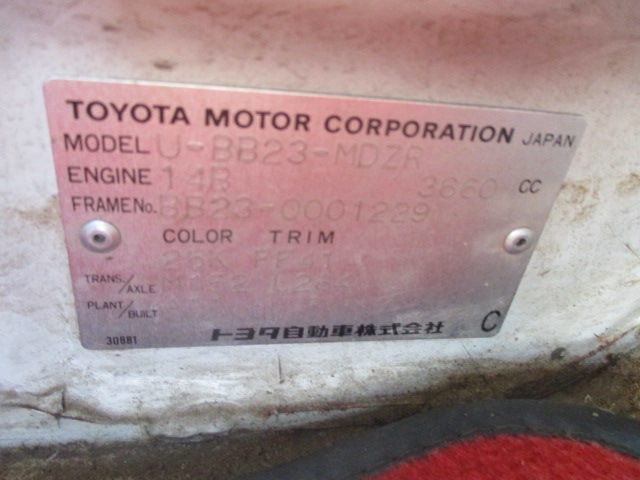 TOYOTA MOTOR CORPORATION JAPAN
MODEL U-BB23-MDZR
ENGINE 14B 3660 CC
FRAME No. BB23-0001229
COLOR TRIM
TRANS./AXLE
PLANT/BUILT
30881 トヨタ自動車株式会社 C